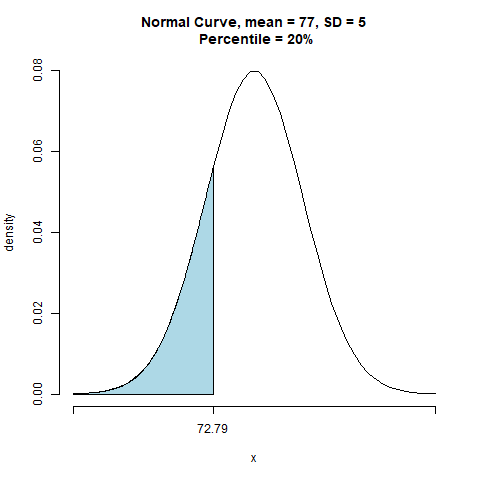 Normal Curve, mean = 77, SD = 5
Percentile = 20%
0.08
0.06
0.04
0.02
0.00
density
72.79
x